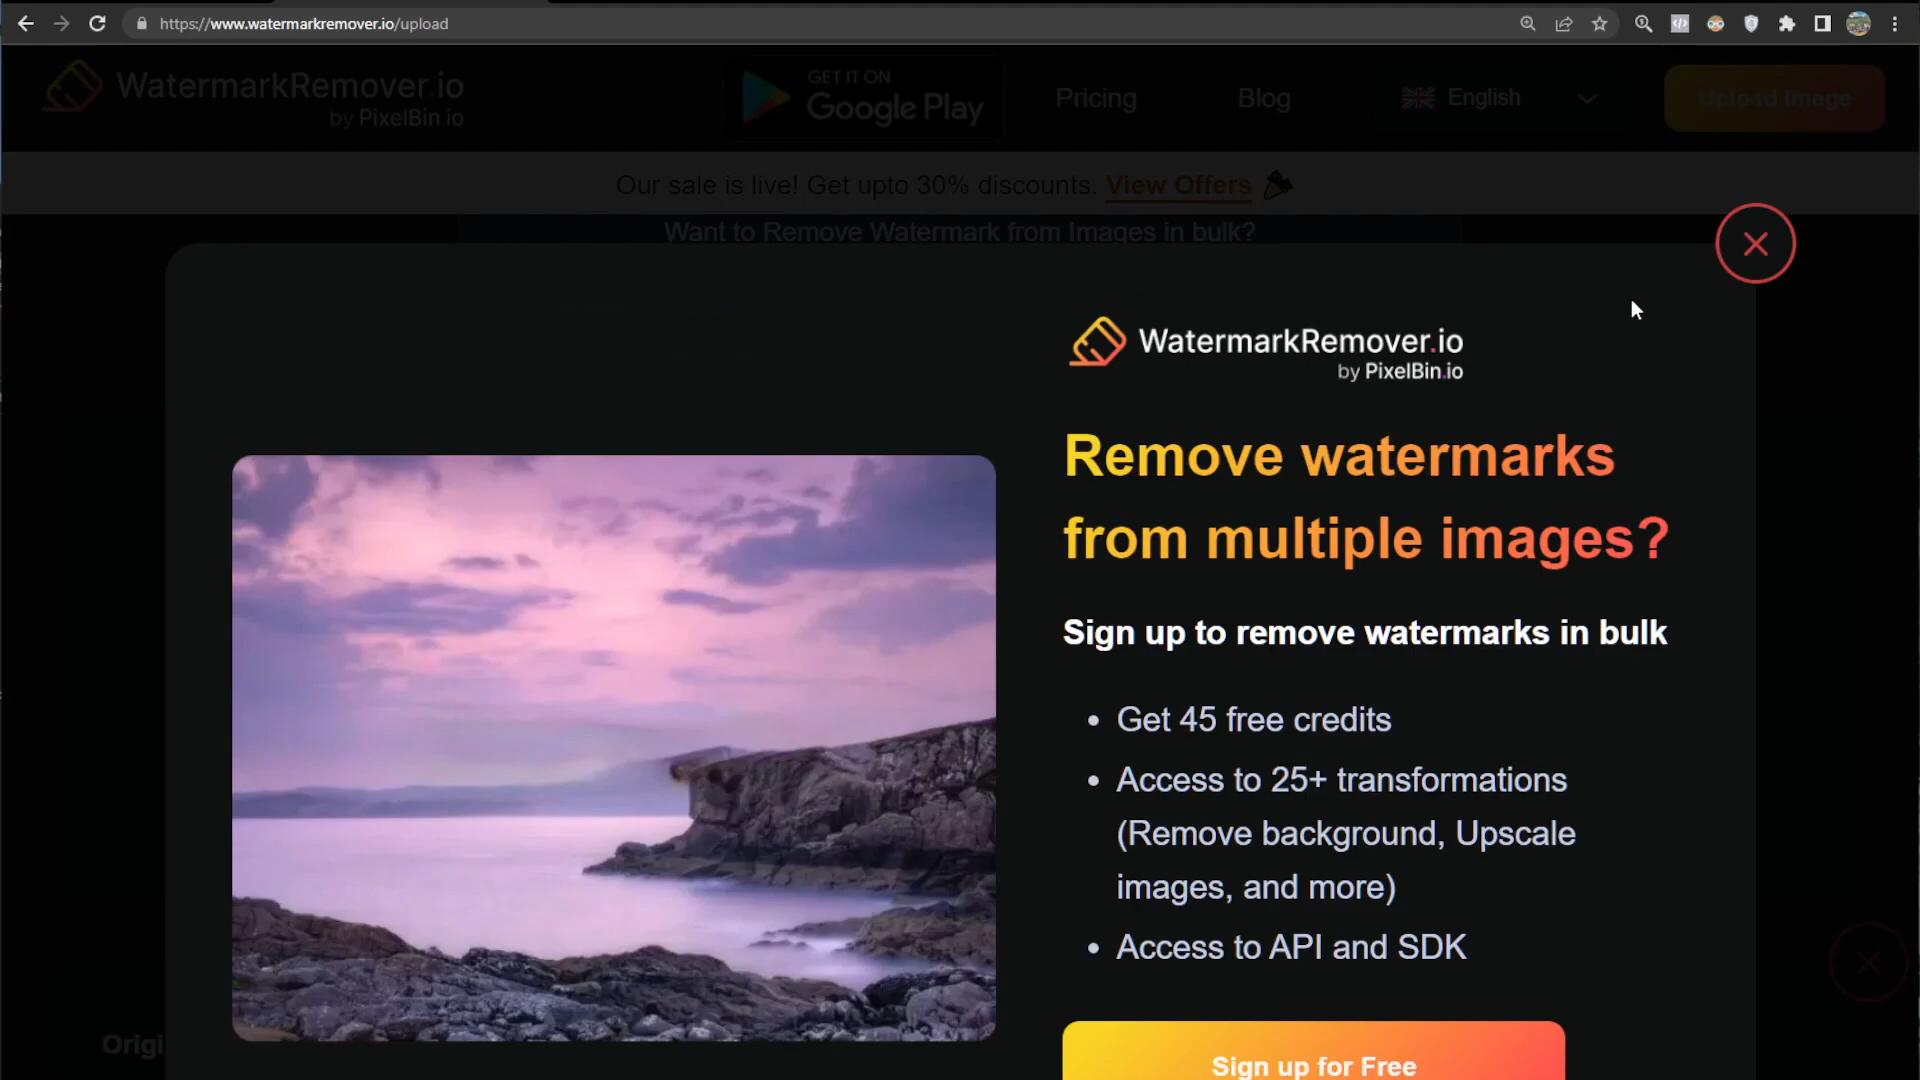 https://www.watermarkremover.io/upload
WatermarkRemover.io
by PixelBin.io
GET IT ON
Google Play
Pricing
Blog
English
Upload Image
Our sale is live! Get upto 30% discounts. View Offers
Want to Remove Watermark from Images in bulk?
WatermarkRemover.io
by PixelBin.io
Remove watermarks
from multiple images?
Sign up to remove watermarks in bulk
• Get 45 free credits
• Access to 25+ transformations
(Remove background, Upscale
images, and more)
• Access to API and SDK
Origi
Sign up for Free